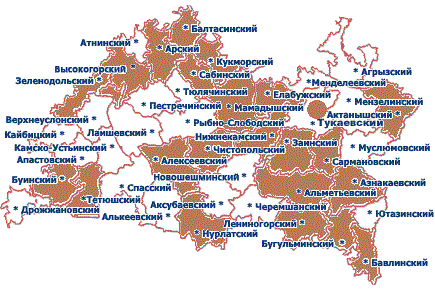 Балтасинский
Атнинский
Арский
Кукморский
Высокогорский
Агрызский
Зеленодольский
Сабинский
Менделеевский
Тюлячинский
Елабужский
Мензелинский
Пестречинский
Мамадышский
Актанышский
Верхнеуслонский
Рыбно-Слободский
Тукаевский
Кайбицкий
Лаишевский
Нижнекамский
Заинский
Камско-Устьинский
Чистопольский
Муслюмовский
Апастовский
Алексеевский
Сармановский
Буинский
Новошешминский
Азнакаевский
Спасский
Альметьевский
Тетюшский
Аксубаевский
Черемшанский
Дрожжановский
Алькеевский
Ютазинский
Лениногорский
Нурлатский
Бугульминский
Бавлинский